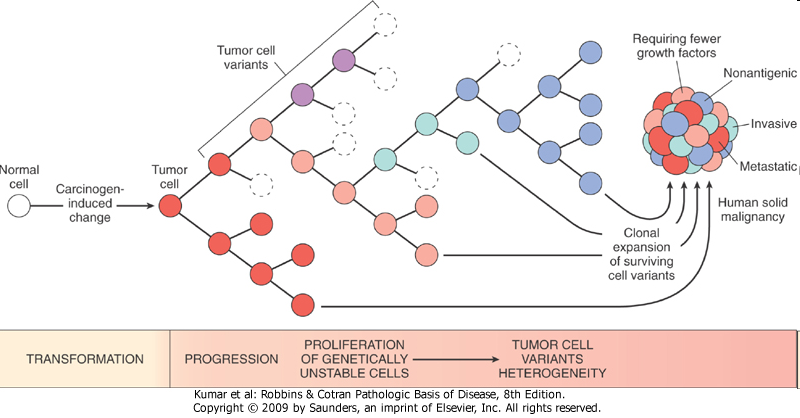 Tumor cell
variants
Requiring fewer
growth factors
Nonantigenic
Invasive
Metastatic
Human solid
malignancy
Normal
cell
Carcinogen-
induced
change
Tumor
cell
Clonal
expansion
of surviving
cell variants
TRANSFORMATION
PROGRESSION
PROLIFERATION
OF GENETICALLY
UNSTABLE CELLS
TUMOR CELL
VARIANTS
HETEROGENEITY
Kumar et al: Robbins & Cotran Pathologic Basis of Disease, 8th Edition.
Copyright © 2009 by Saunders, an imprint of Elsevier, Inc. All rights reserved.